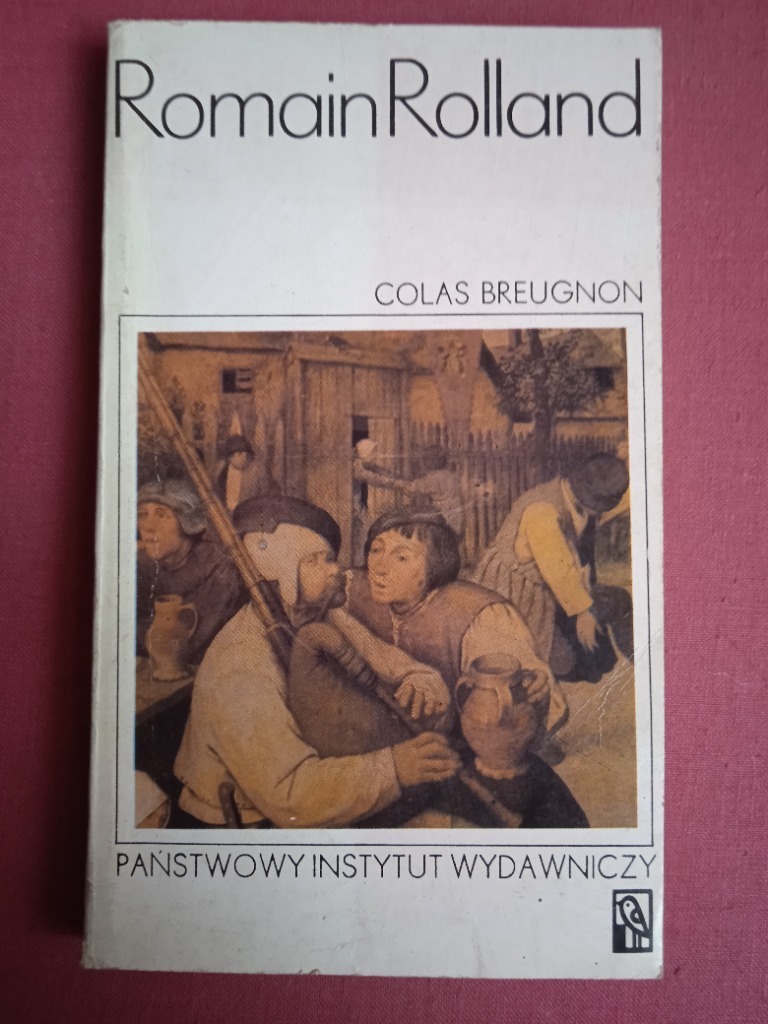 Romain Rolland
COLAS BREUGNON
PAŃSTWOWY INSTYTUT WYDAWNICZY